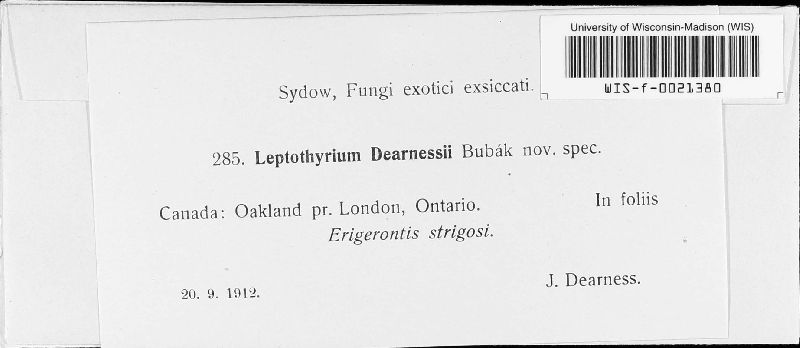 University of Wisconsin-Madison (WIS)
WIS-f-0021380
Sydow, Fungi exotici exsiccati.
285. Leptothyrium Dearnessii Bubák nov. spec.
Canada: Oakland pr. London, Ontario. In foliis
Erigerontis strigosi.
20. 9. 1912. J. Dearness.